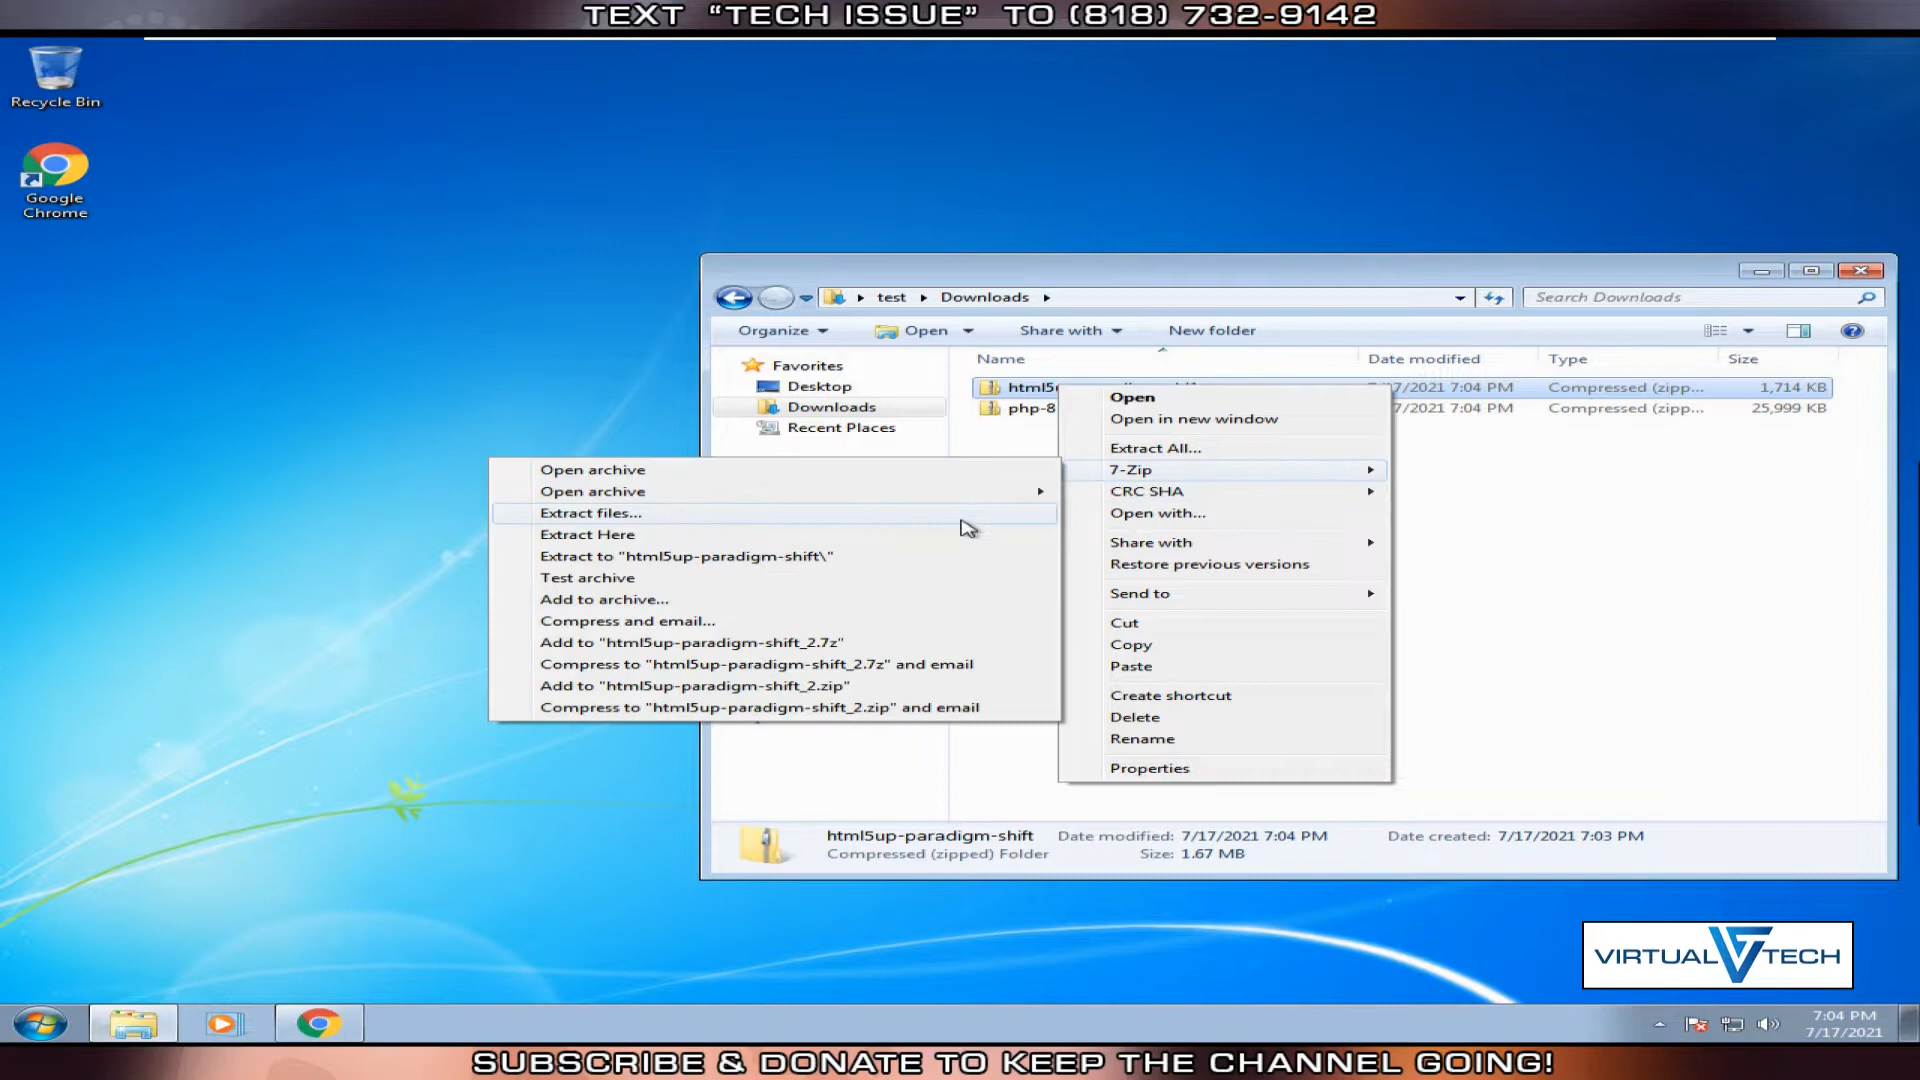 TEXT “TECH ISSUE” TO (818) 732-9142
Recycle Bin
Google
Chrome
test
Downloads
Search Downloads
Organize
Open
Share with
New folder
Name
Date modified
Type
Size
Favorites
Desktop
Downloads
Recent Places
7/2021 7:04 PM
Compressed (zipp...
1,714 KB
php-8
7/2021 7:04 PM
Compressed (zipp...
25,999 KB
Open
Open in new window
Extract All...
7-Zip
CRC SHA
Open with...
Share with
Restore previous versions
Send to
Cut
Copy
Paste
Create shortcut
Delete
Rename
Properties
Open archive
Open archive
Extract files...
Extract Here
Extract to "html5up-paradigm-shift\"
Test archive
Add to archive...
Compress and email...
Add to "html5up-paradigm-shift_2.7z"
Compress to "html5up-paradigm-shift_2.7z" and email
Add to "html5up-paradigm-shift_2.zip"
Compress to "html5up-paradigm-shift_2.zip" and email
html5up-paradigm-shift Date modified: 7/17/2021 7:04 PM Date created: 7/17/2021 7:03 PM
Compressed (zipped) Folder Size: 1.67 MB
VIRTUAL VT TECH
7:04 PM
7/17/2021
SUBSCRIBE & DONATE TO KEEP THE CHANNEL GOING!